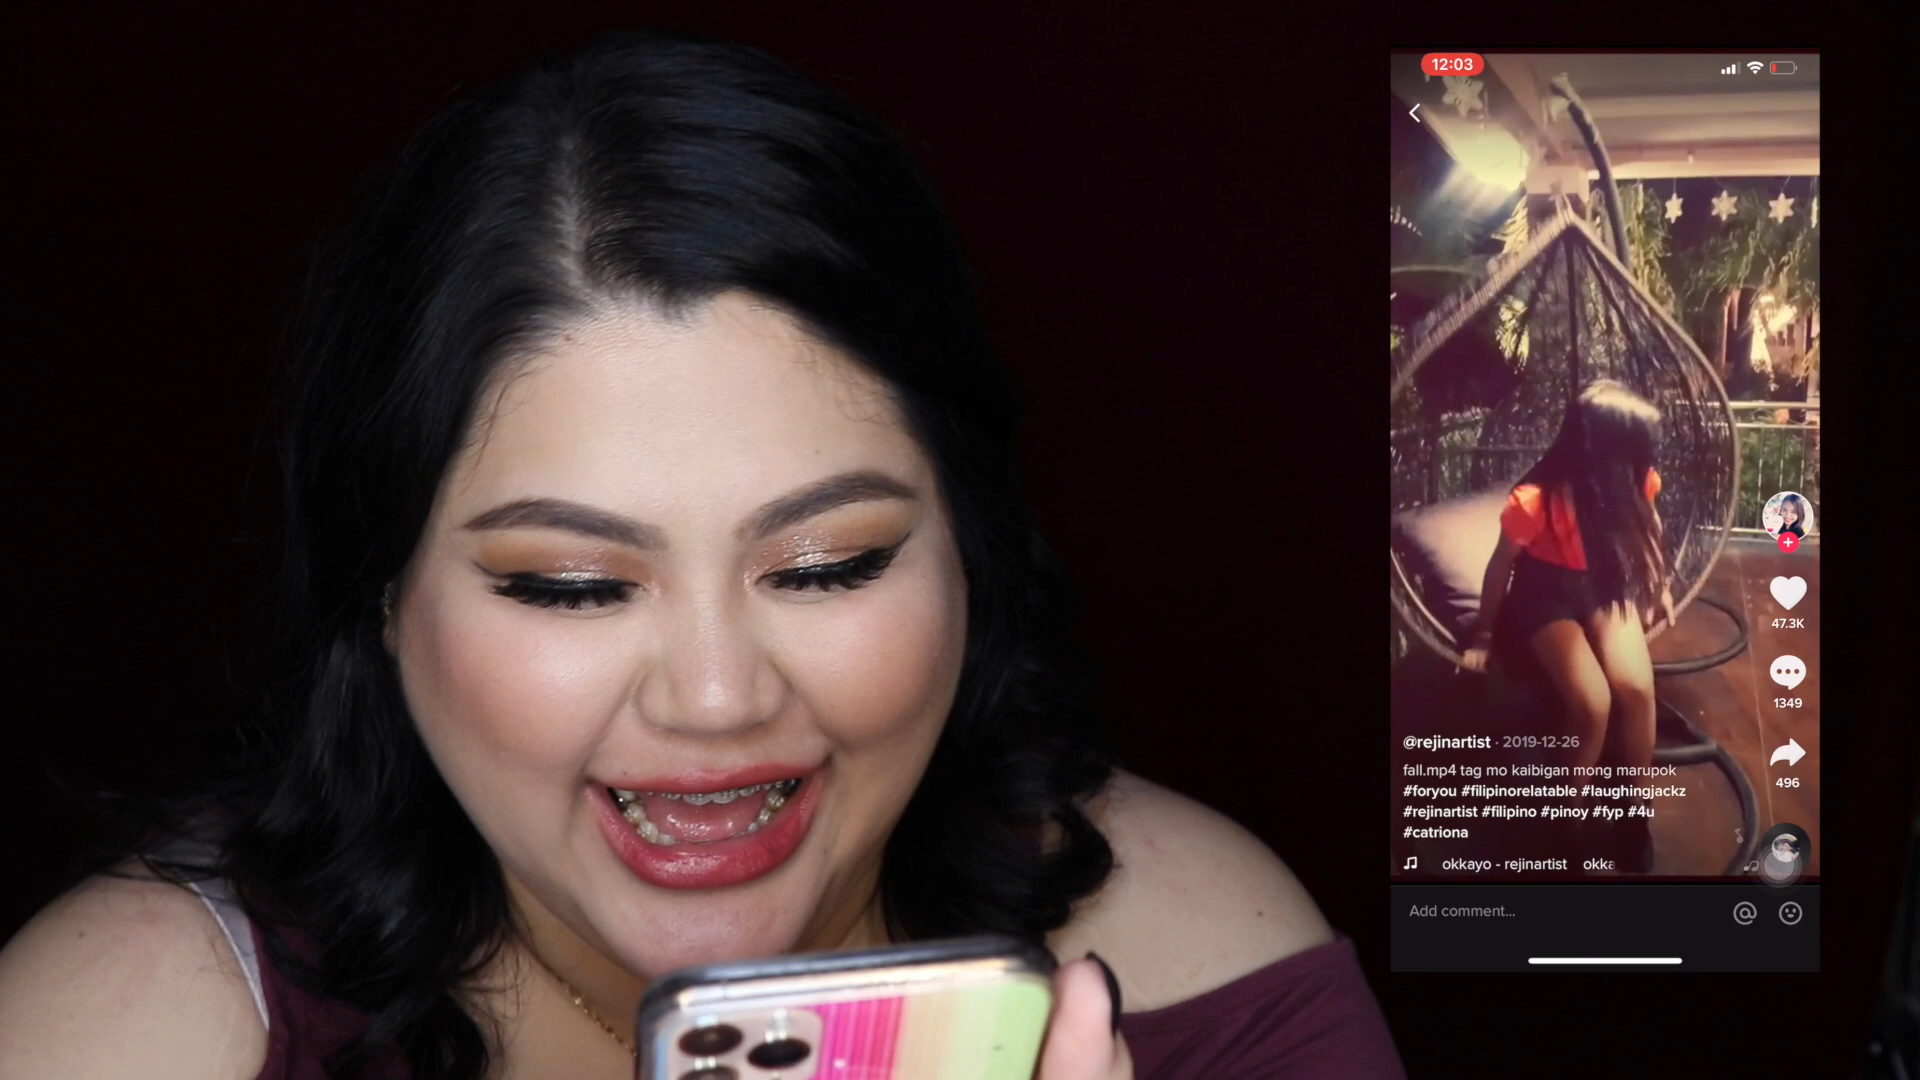 12:03
47.3K
1349
496
@rejinartist · 2019-12-26
fall.mp4 tag mo kaibigan mong marupok
#foryou #filipinorelatable #laughingjackz
#rejinartist #filipino #pinoy #fyp #4u
#catriona
okkayo - rejinartist okka
Add comment...